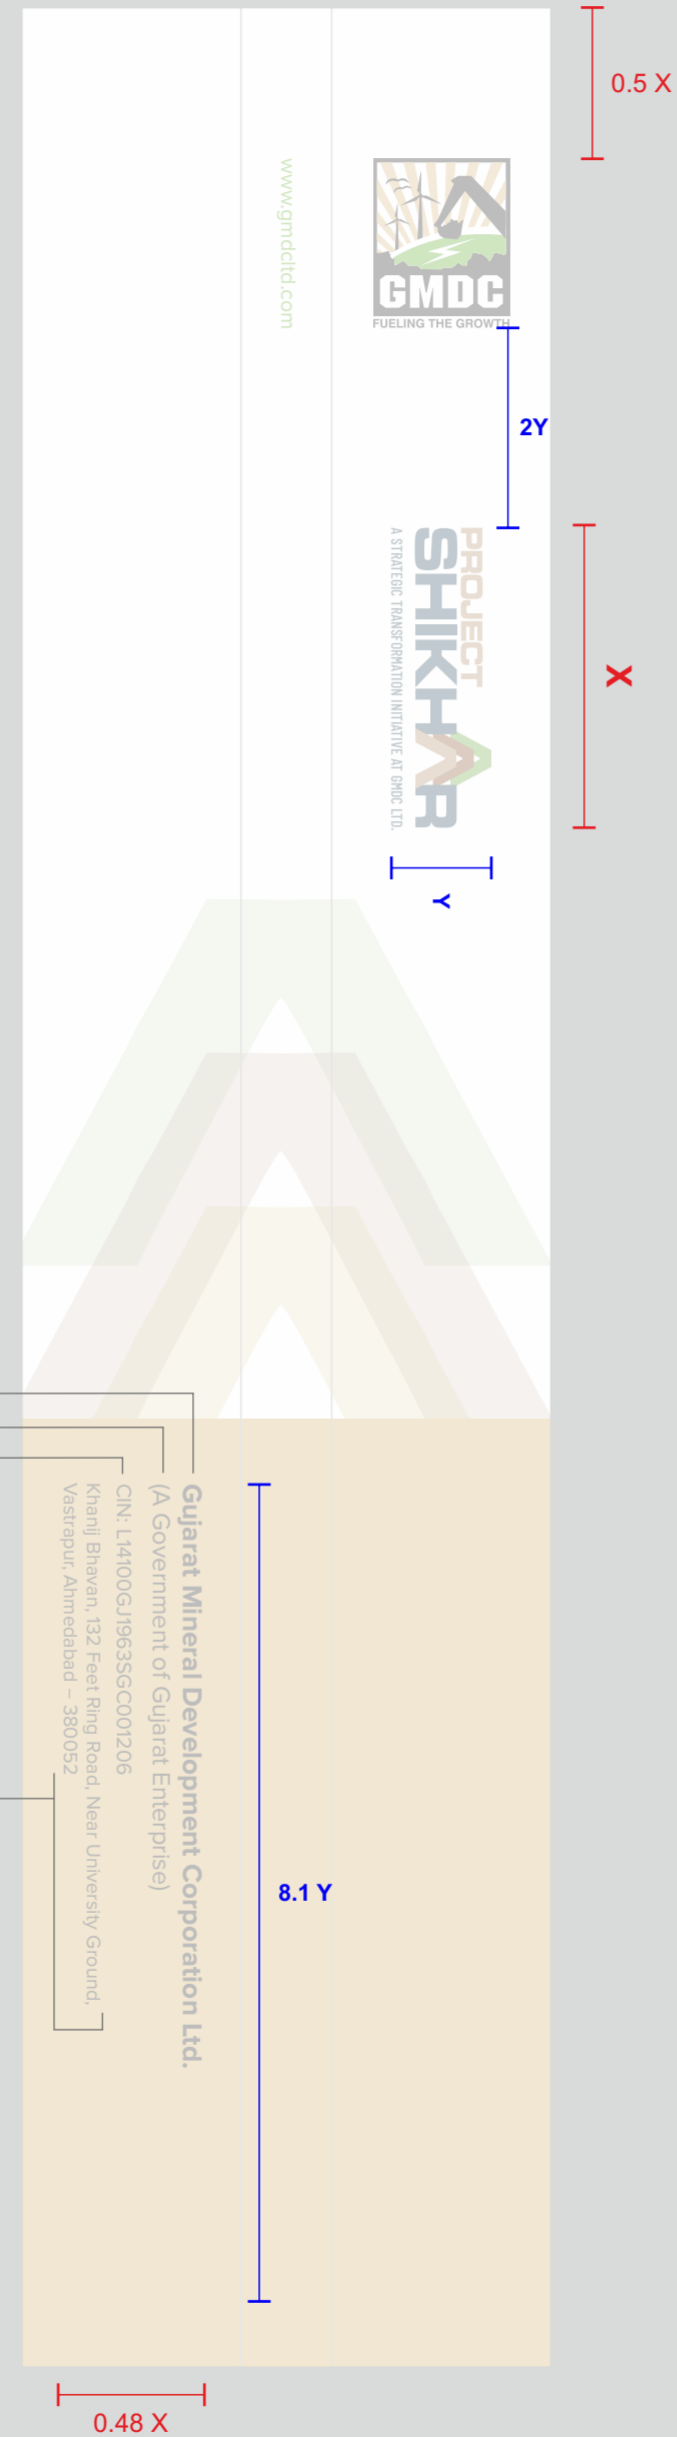 0.5 X
www.gmdcltd.com
GMDC
FUELING THE GROWTH
2Y
PROJECT
SHIKHAR
A STRATEGIC TRANSFORMATION INITIATIVE AT GMDC LTD.
X
Y
Gujarat Mineral Development Corporation Ltd.
(A Government of Gujarat Enterprise)
CIN: L14100GJ1963SGC001206
Khanij Bhavan, 132 Feet Ring Road, Near University Ground,
Vastrapur, Ahmedabad – 380052
8.1 Y
0.48 X